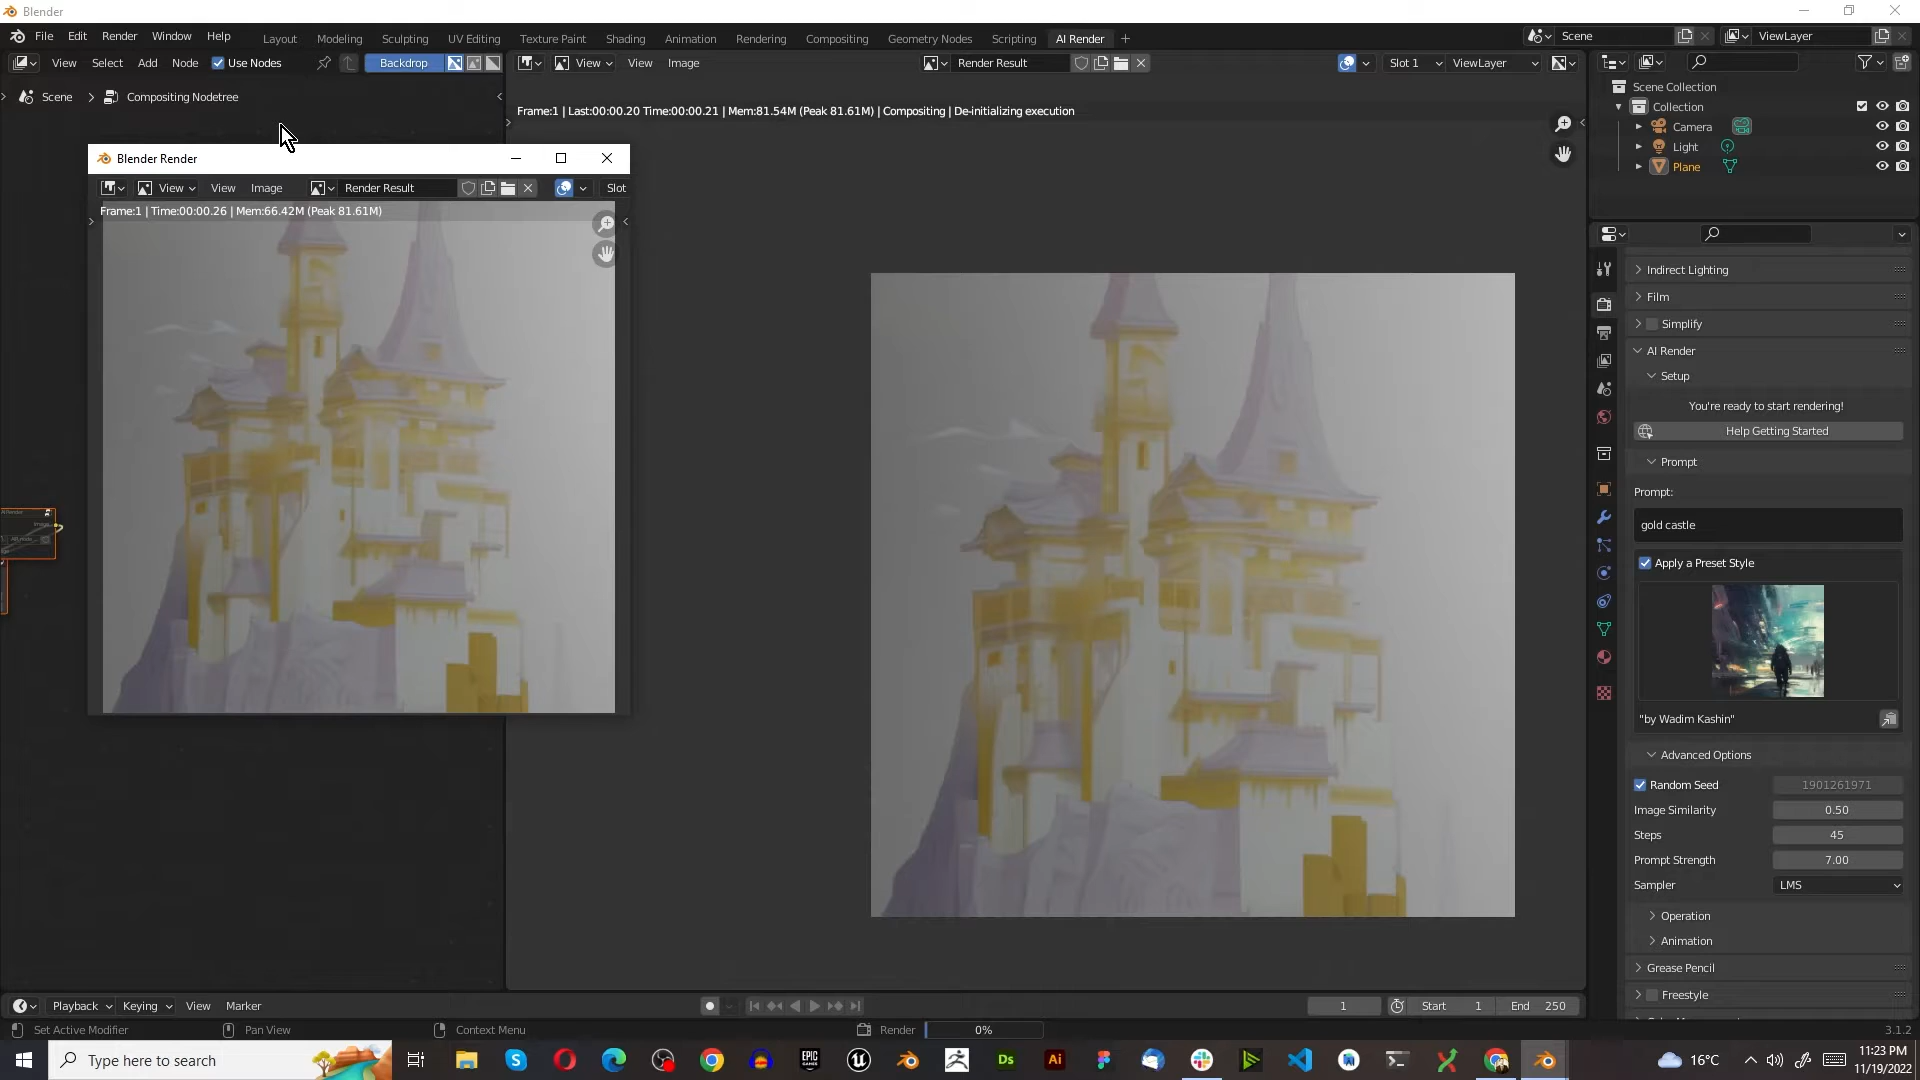 Blender
File Edit Render Window Help
Layout Modeling Sculpting UV Editing Texture Paint Shading Animation Rendering Compositing Geometry Nodes Scripting AI Render +
Scene
ViewLayer
View Select Add Node Use Nodes Backdrop
View View Image Render Result Slot 1 ViewLayer
Scene > Compositing Nodetree
Frame:1 | Last:00:00.20 Time:00:00.21 | Mem:81.54M (Peak 81.61M) | Compositing | De-initializing execution
Blender Render
View View Image Render Result Slot
Frame:1 | Time:00:00.26 | Mem:66.42M (Peak 81.61M)
Scene Collection
Collection
Camera
Light
Plane
Indirect Lighting
Film
Simplify
AI Render
Setup
You're ready to start rendering!
Help Getting Started
Prompt
Prompt:
gold castle
Apply a Preset Style
"by Wadim Kashin"
Advanced Options
Random Seed 1901261971
Image Similarity 0.50
Steps 45
Prompt Strength 7.00
Sampler LMS
Operation
Animation
Grease Pencil
Freestyle
Playback Keying View Marker
1 Start 1 End 250
Set Active Modifier Pan View Context Menu Render 0% 3.1.2
Type here to search
Ds
Ai
EPIC GAMES
16°C
11:23 PM
11/19/2022